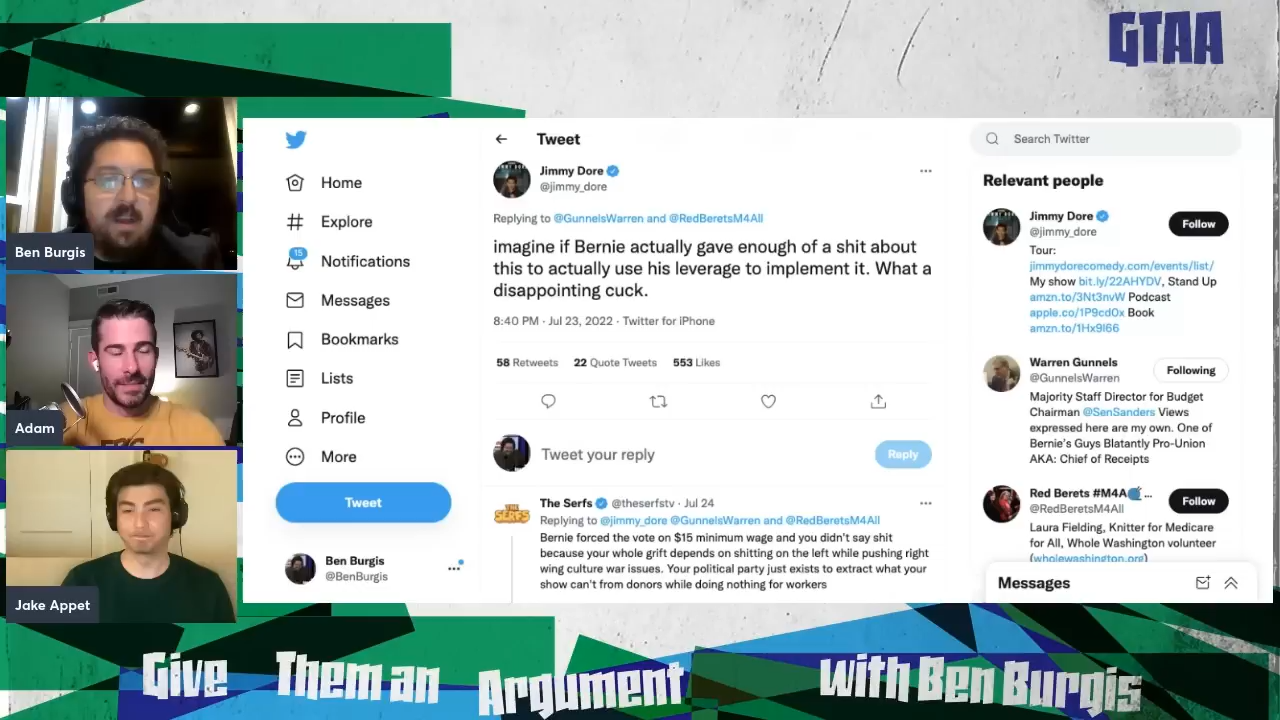 GTAA
Ben Burgis
Adam
Jake Appet
Home
Explore
15
Notifications
Messages
Bookmarks
Lists
Profile
More
Tweet
Ben Burgis
@BenBurgis
Tweet
Jimmy Dore
@jimmy_dore
Replying to @GunnelsWarren and @RedBeretsM4All
imagine if Bernie actually gave enough of a shit about
this to actually use his leverage to implement it. What a
disappointing cuck.
8:40 PM · Jul 23, 2022 · Twitter for iPhone
58 Retweets 22 Quote Tweets 553 Likes
Tweet your reply
Reply
THE SERFS
The Serfs @theserfstv · Jul 24
Replying to @jimmy_dore @GunnelsWarren and @RedBeretsM4All
Bernie forced the vote on $15 minimum wage and you didn't say shit
because your whole grift depends on shitting on the left while pushing right
wing culture war issues. Your political party just exists to extract what your
show can't from donors while doing nothing for workers
Search Twitter
Relevant people
Jimmy Dore
@jimmy_dore
Follow
Tour:
jimmydorecomedy.com/events/list/
My show bit.ly/22AHYDV, Stand Up
amzn.to/3Nt3nvW Podcast
apple.co/1P9cd0x Book
amzn.to/1Hx9I66
Warren Gunnels
@GunnelsWarren
Following
Majority Staff Director for Budget
Chairman @SenSanders Views
expressed here are my own. One of
Bernie's Guys Blatantly Pro-Union
AKA: Chief of Receipts
Red Berets #M4A ...
@RedBeretsM4All
Follow
Laura Fielding, Knitter for Medicare
for All, Whole Washington volunteer
(wholewashington.org)
Messages
Give Them an Argument with Ben Burgis